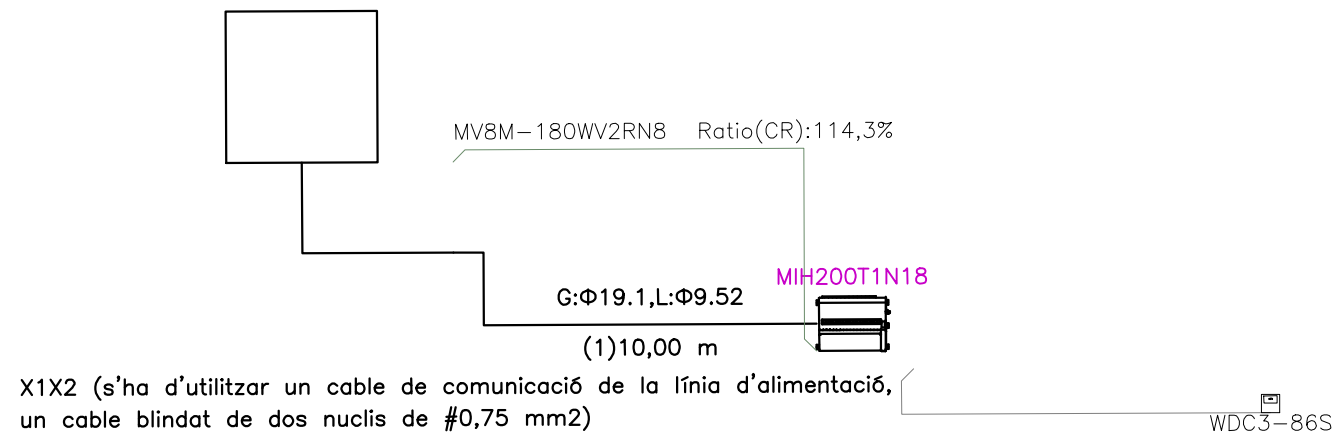 MV8M-180WV2RN8 Ratio(CR):114,3%
MIH200T1N18
G:Φ19.1,L:Φ9.52
(1)10,00 m
X1X2 (s'ha d'utilitzar un cable de comunicació de la línia d'alimentació,
un cable blindat de dos nuclis de #0,75 mm2)
WDC3-86S